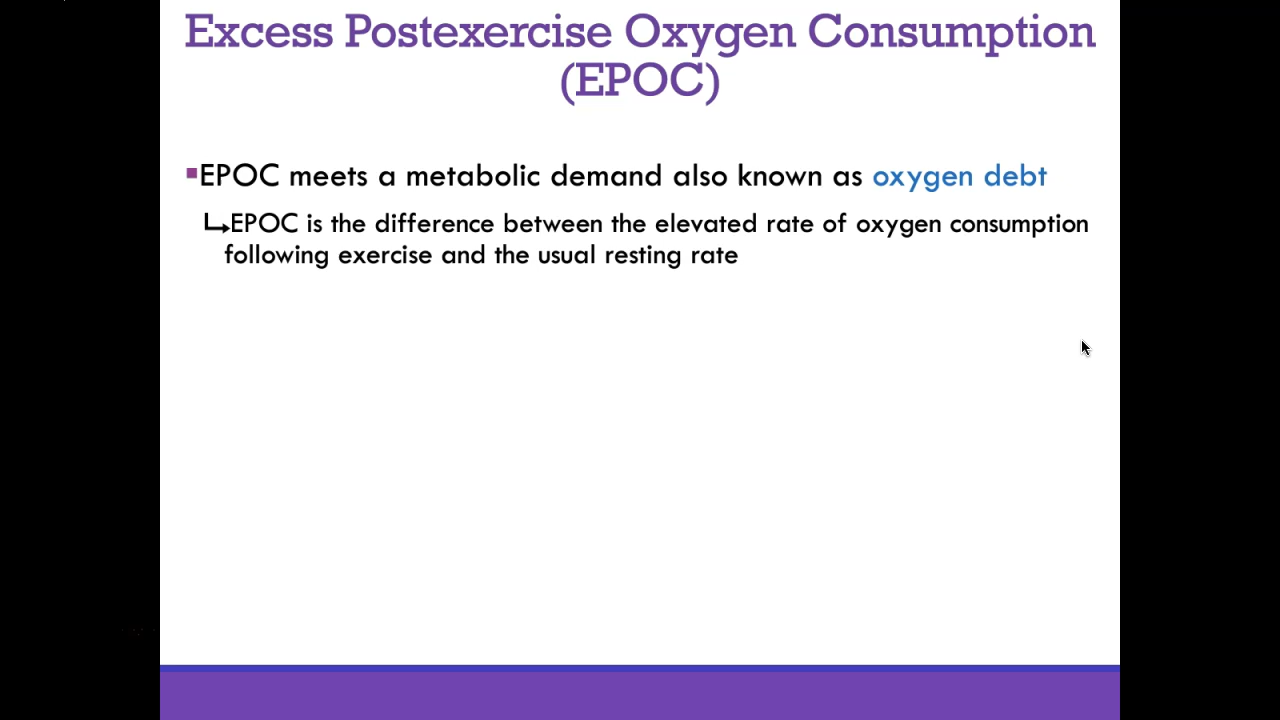 Excess Postexercise Oxygen Consumption
(EPOC)
EPOC meets a metabolic demand also known as oxygen debt
EPOC is the difference between the elevated rate of oxygen consumption
following exercise and the usual resting rate